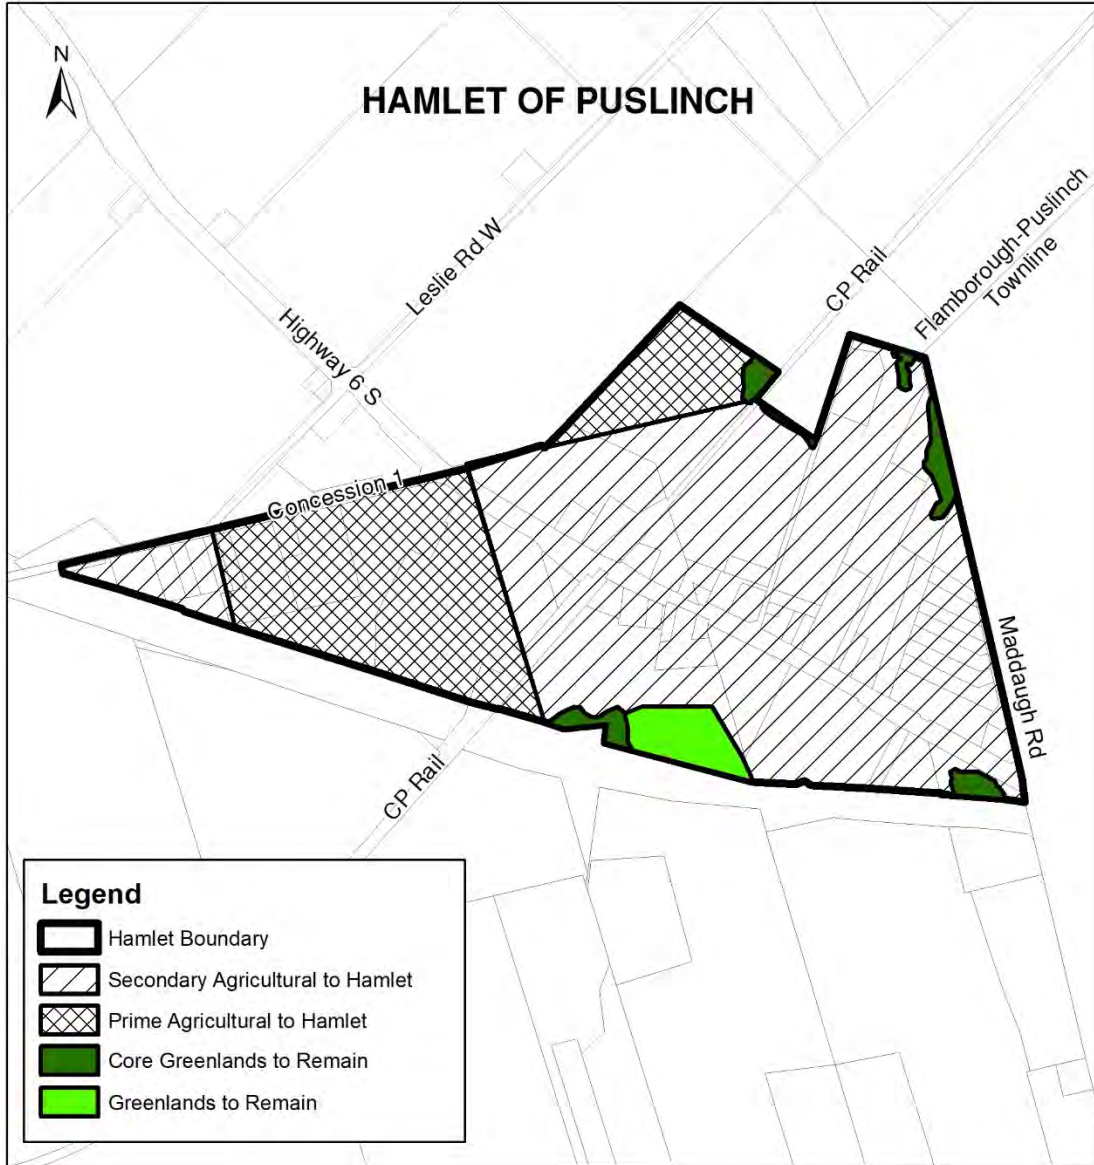 N
HAMLET OF PUSLINCH
Flamborough-Puslinch
Townline
Leslie Rd W
CP Rail
Highway 6 S
Concession 1
Maddaugh Rd
CP Rail
Legend
Hamlet Boundary
Secondary Agricultural to Hamlet
Prime Agricultural to Hamlet
Core Greenlands to Remain
Greenlands to Remain